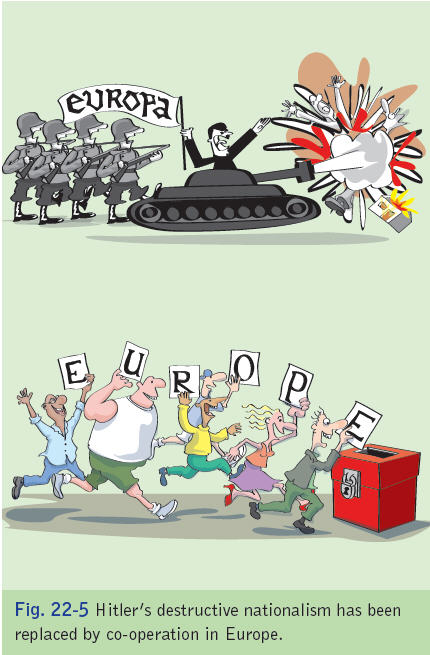 EUROPA
E U R O P E
Fig. 22-5 Hitler's destructive nationalism has been
replaced by co-operation in Europe.